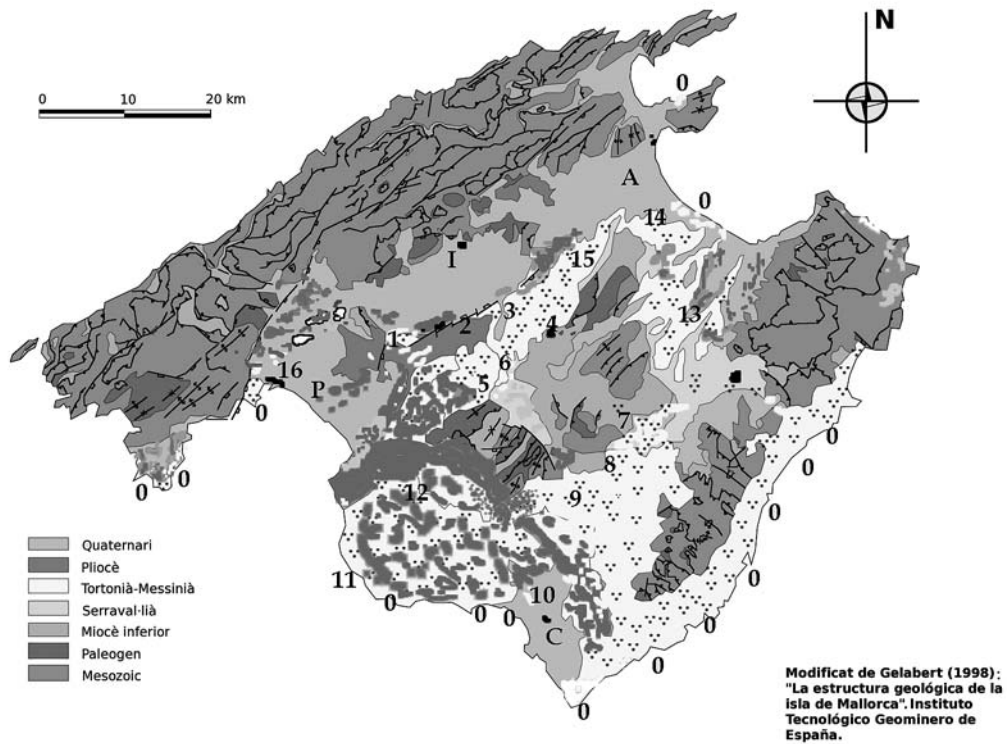 N
0 10 20 km
0
A
0
14
15
I
3
13
2
4
1
6
16
5
P
0
7
0
8
0
9
12
0 0
11
0
10
0
0 0
0
C
0
0
Quaternari
Pliocè
Tortonià-Messinià
Serraval·lià
Miocè inferior
Paleogen
Mesozoic
Modificat de Gelabert (1998):
"La estructura geológica de la
isla de Mallorca".Instituto
Tecnológico Geominero de
España.